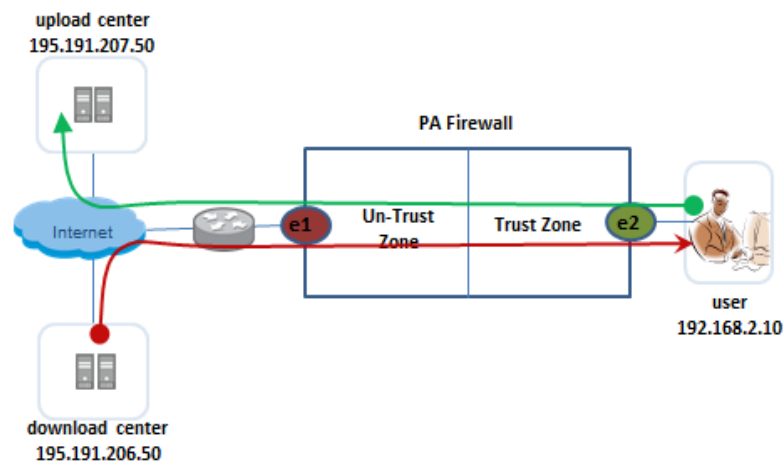 upload center
195.191.207.50
PA Firewall
Internet
e1
Un-Trust
Zone
Trust Zone
e2
user
192.168.2.10
download center
195.191.206.50